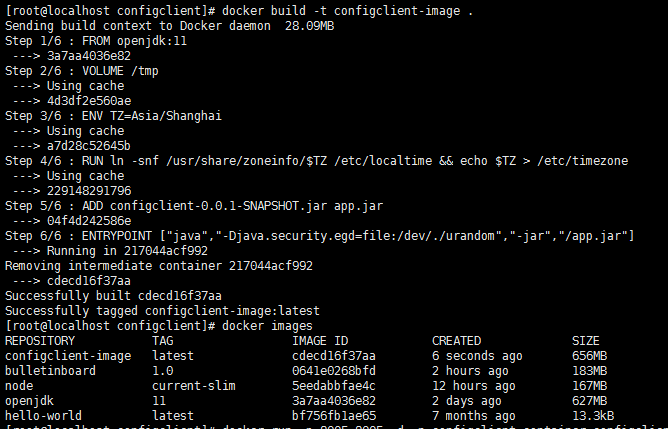 [root@localhost configclient]# docker build -t configclient-image .
Sending build context to Docker daemon  28.09MB
Step 1/6 : FROM openjdk:11
 ---> 3a7aa4036e82
Step 2/6 : VOLUME /tmp
 ---> Using cache
 ---> 4d3df2e560ae
Step 3/6 : ENV TZ=Asia/Shanghai
 ---> Using cache
 ---> a7d28c52645b
Step 4/6 : RUN ln -snf /usr/share/zoneinfo/$TZ /etc/localtime && echo $TZ > /etc/timezone
 ---> Using cache
 ---> 229148291796
Step 5/6 : ADD configclient-0.0.1-SNAPSHOT.jar app.jar
 ---> 04f4d242586e
Step 6/6 : ENTRYPOINT ["java","-Djava.security.egd=file:/dev/./urandom","-jar","/app.jar"]
 ---> Running in 217044acf992
Removing intermediate container 217044acf992
 ---> cdecd16f37aa
Successfully built cdecd16f37aa
Successfully tagged configclient-image:latest
[root@localhost configclient]# docker images
REPOSITORY          TAG                 IMAGE ID            CREATED             SIZE
configclient-image   latest              cdecd16f37aa        6 seconds ago       656MB
bulletinboard       1.0                 0641e0268bfd        2 hours ago         183MB
node                current-slim        5eedabbfae4c        12 hours ago        167MB
openjdk             11                  3a7aa4036e82        2 days ago          627MB
hello-world         latest              bf756fb1ae65        7 months ago        13.3kB
[root@localhost configclient]# docker run